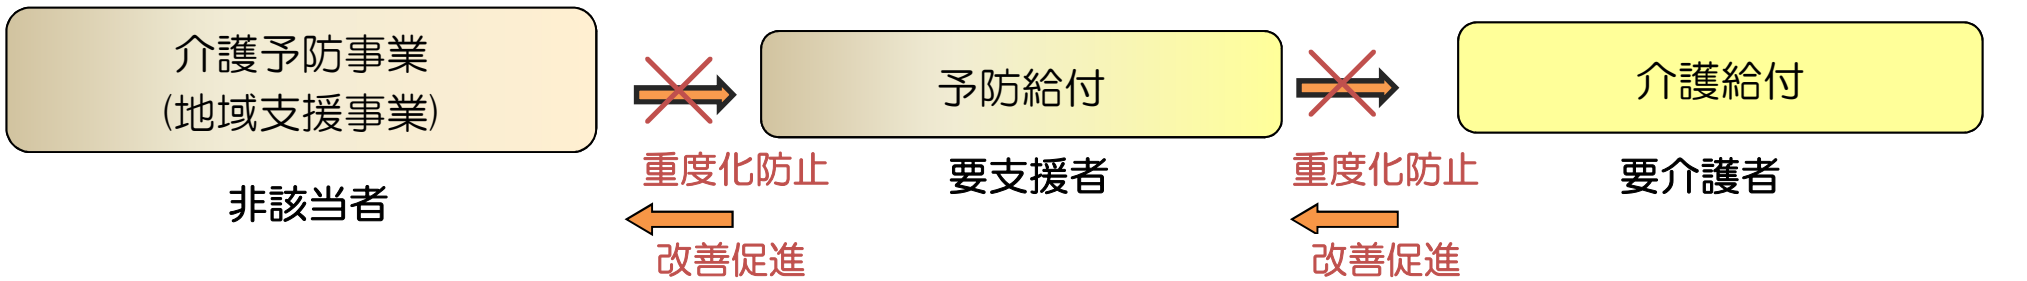 介護予防事業
(地域支援事業)
非該当者
重度化防止
改善促進
予防給付
要支援者
重度化防止
改善促進
介護給付
要介護者